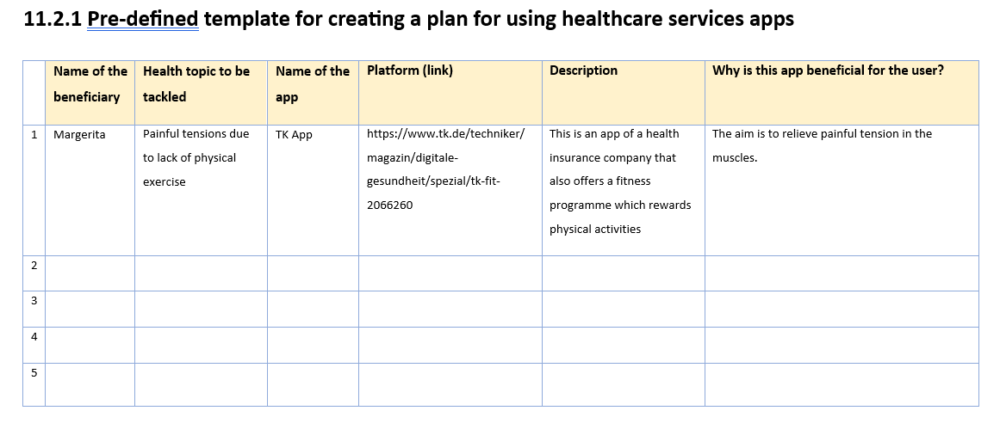 11.2.1 Pre-defined template for creating a plan for using healthcare services apps
Name of the
beneficiary
Health topic to be
tackled
Name of the
app
Platform (link)
Description
Why is this app beneficial for the user?
1
Margerita
Painful tensions due
to lack of physical
exercise
TK App
https://www.tk.de/techniker/
magazin/digitale-
gesundheit/spezial/tk-fit-
2066260
This is an app of a health
insurance company that
also offers a fitness
programme which rewards
physical activities
The aim is to relieve painful tension in the
muscles.
2
3
4
5